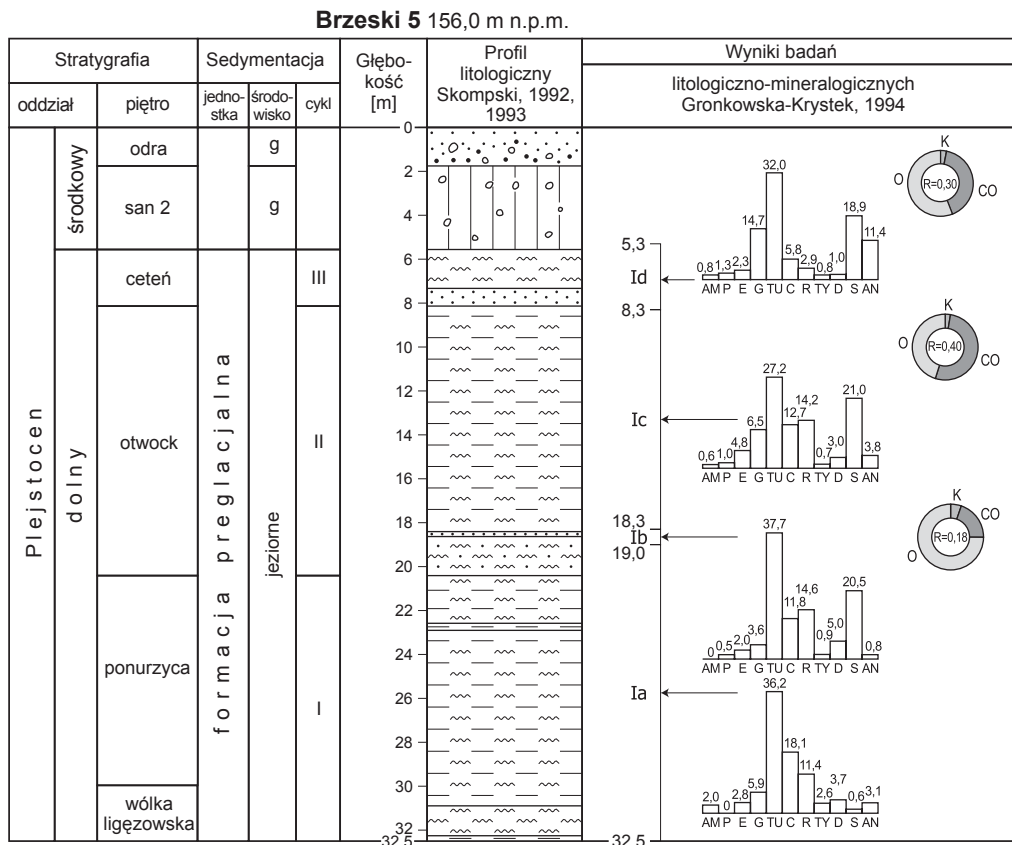 Brzeski 5 156,0 m n.p.m.
Stratygrafia
Sedymentacja
Głębo-
kość
[m]
Profil
litologiczny
Skompski, 1992,
1993
Wyniki badań
litologiczno-mineralogicznych
Gronkowska-Krystek, 1994
oddział
piętro
jedno-
stka
środo-
wisko
cykl
Plejstocen
środkowy
dolny
odra
san 2
ceteń
otwock
ponurzyca
wólka
ligęzowska
formacja preglacjalna
g
g
jeziorne
III
II
I
0
2
4
6
8
10
12
14
16
18
20
22
24
26
28
30
32
32,5
5,3
Id
8,3
Ic
18,3
Ib
19,0
Ia
32,5
0,8 1,3 2,3 14,7 32,0 5,8 2,9 0,8 1,0 18,9 11,4
AM P E G TU C R TY D S AN
K
O
R=0,30
CO
0,6 1,0 4,8 6,5 27,2 12,7 14,2 0,7 3,0 21,0 3,8
AM P E G TU C R TY D S AN
K
O
R=0,40
CO
0 0,5 2,0 3,6 37,7 11,8 14,6 0,9 5,0 20,5 0,8
AM P E G TU C R TY D S AN
K
CO
R=0,18
O
2,0 0 2,8 5,9 36,2 18,1 11,4 2,6 3,7 0,6 3,1
AM P E G TU C R TY D S AN